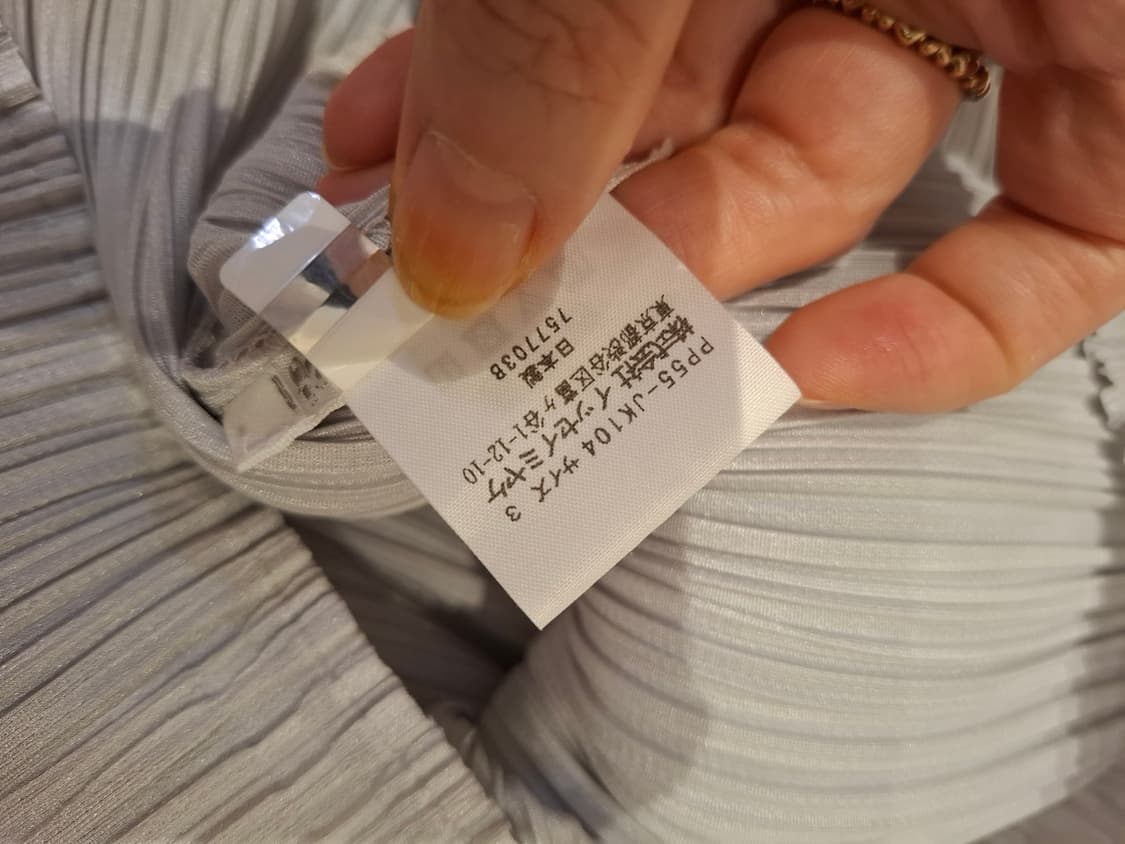 PP55-JK104 サイズ 3
株式会社 イッセイミヤケ
東京都渋谷区富ヶ谷1-12-10
日本製
757703B